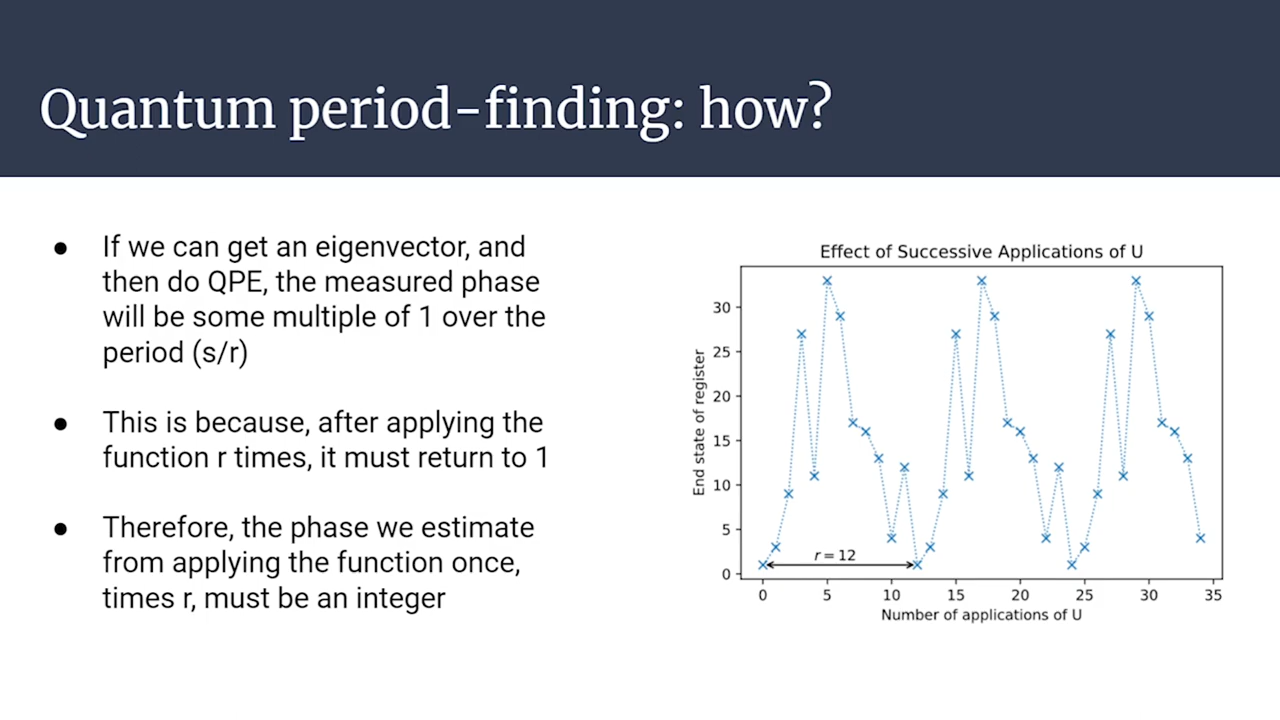 Quantum period-finding: how?
● If we can get an eigenvector, and
then do QPE, the measured phase
will be some multiple of 1 over the
period (s/r)
● This is because, after applying the
function r times, it must return to 1
● Therefore, the phase we estimate
from applying the function once,
times r, must be an integer
Effect of Successive Applications of U
End state of register
30
25
20
15
10
5
0
r = 12
0 5 10 15 20 25 30 35
Number of applications of U